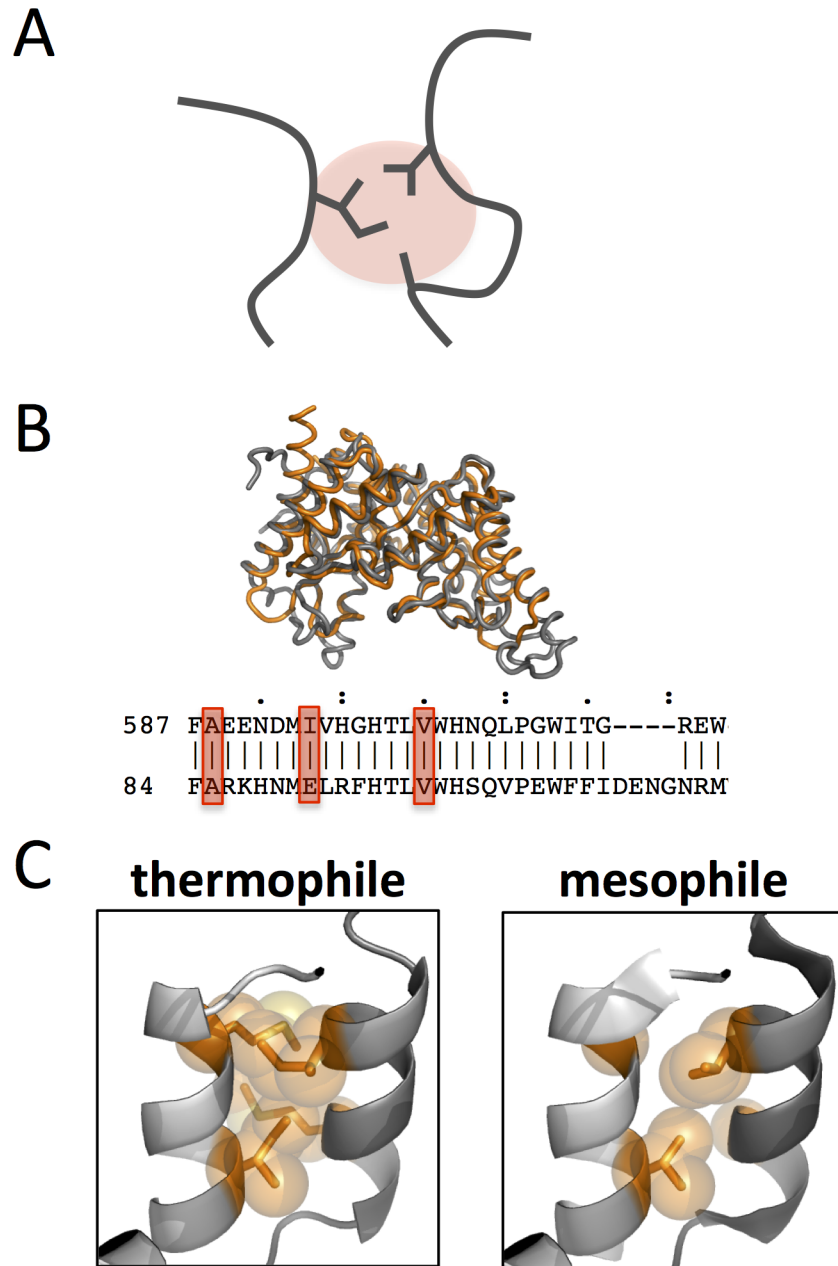 A
B
. : . : . :
587 FAEENDMIVHGHTLVWHNQLPGWITG----REW
||||||||||||||||||||||||||    |||
84 FARKHNMELRFHTLVWHSQVPEWFFIDENGNRM
C
thermophile mesophile